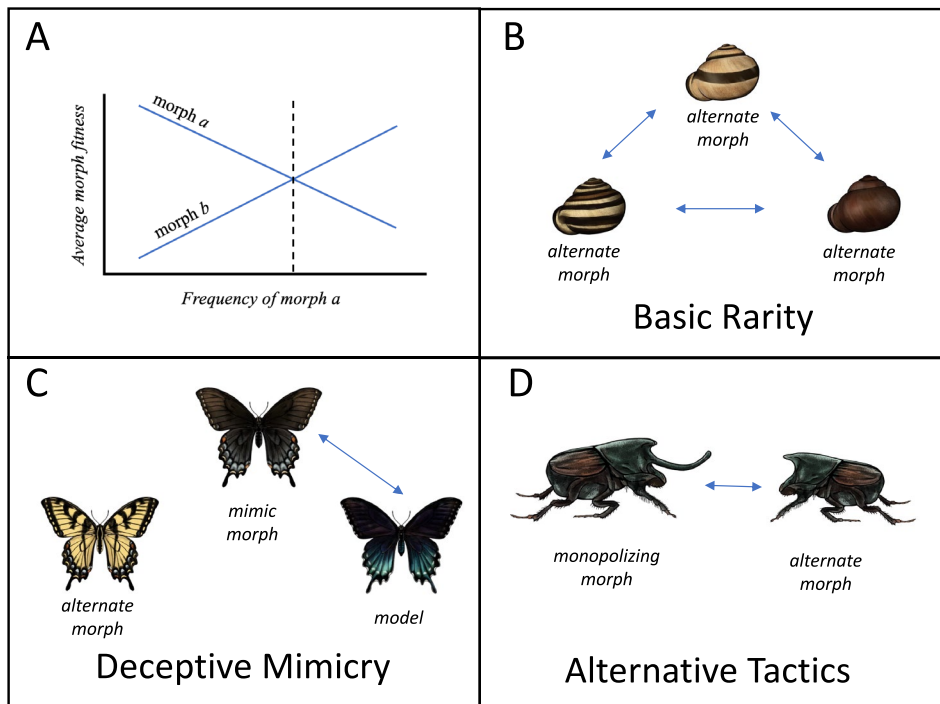 A
morph a
morph b
Average morph fitness
Frequency of morph a
B
alternate
morph
alternate
morph
alternate
morph
Basic Rarity
C
mimic
morph
alternate
morph
model
Deceptive Mimicry
D
monopolizing
morph
alternate
morph
Alternative Tactics